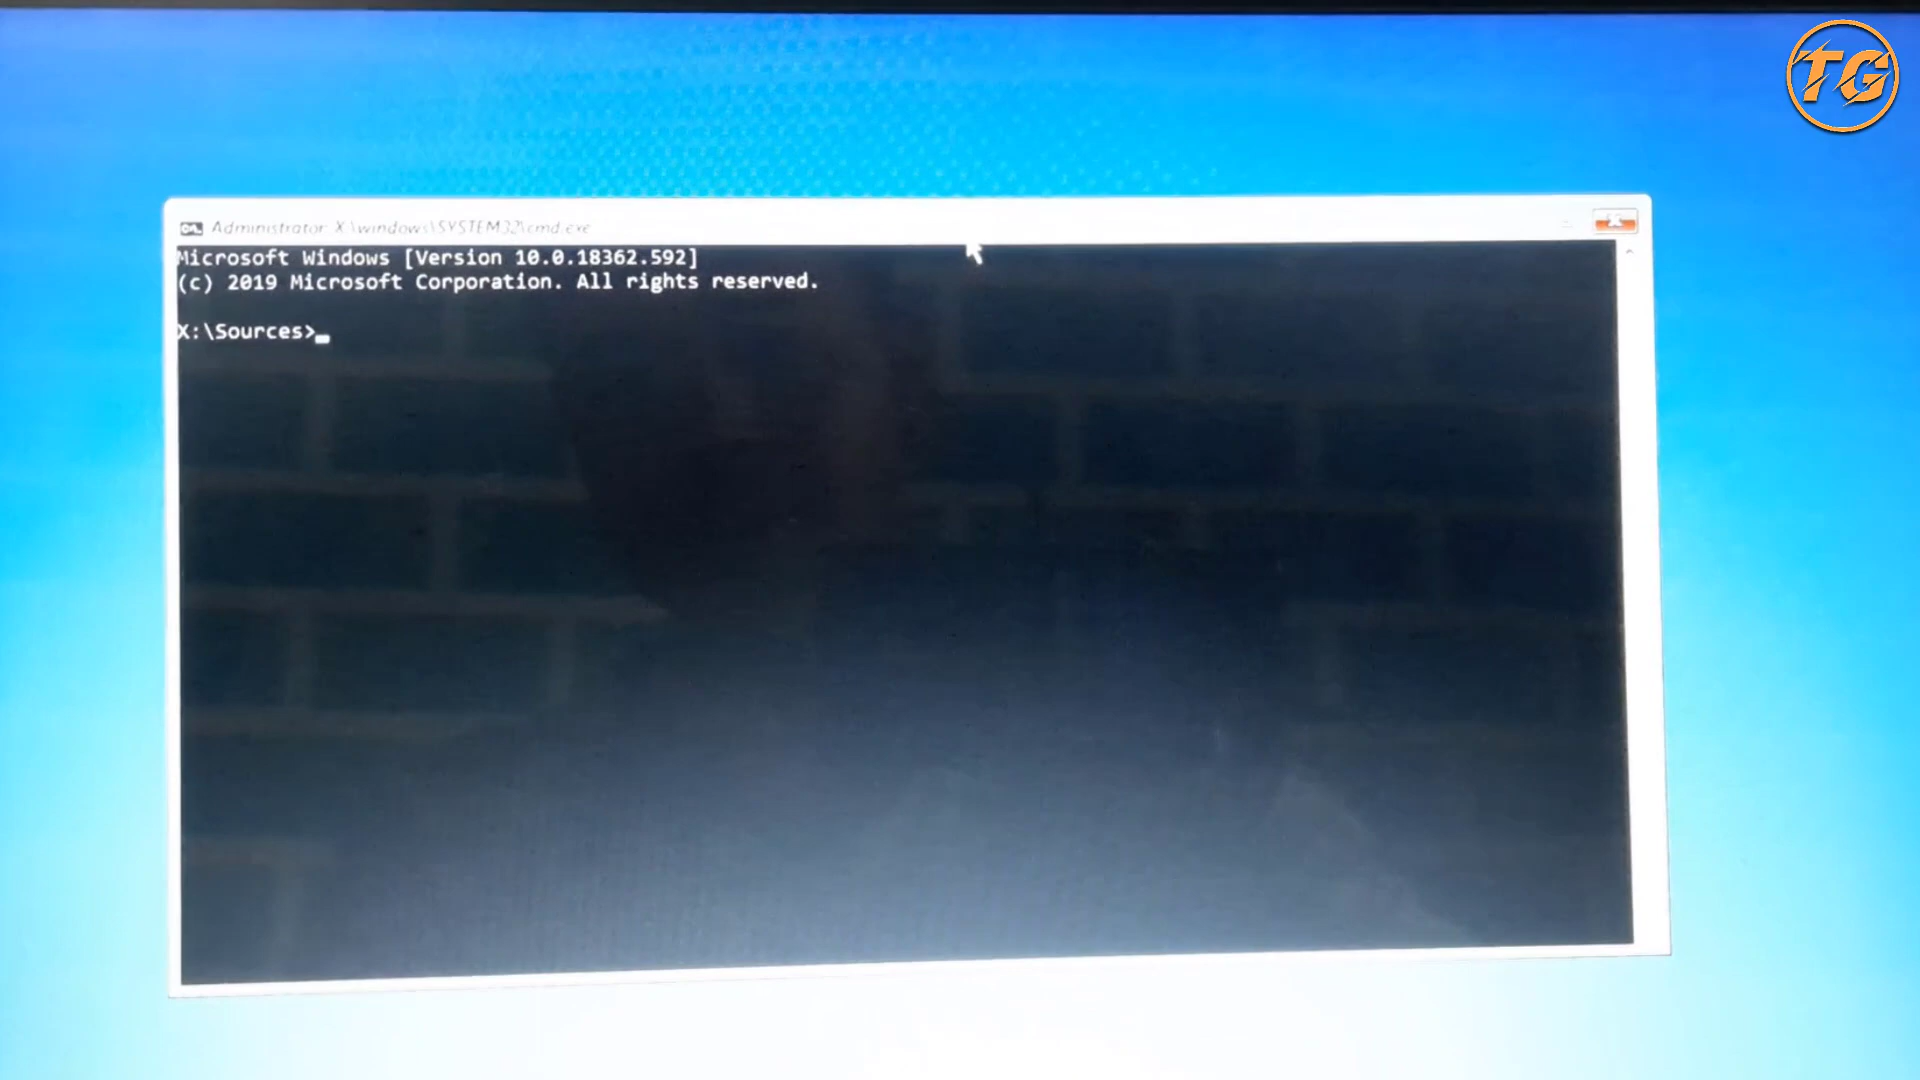 TG
Administrator: X:\windows\SYSTEM32\cmd.exe
Microsoft Windows [Version 10.0.18362.592]
(c) 2019 Microsoft Corporation. All rights reserved.
X:\Sources>